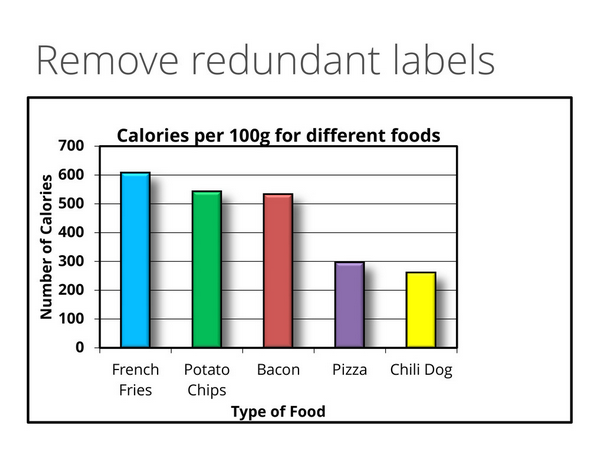 Remove redundant labels
Calories per 100g for different foods
700
600
500
400
300
200
100
0
Number of Calories
French Fries
Potato Chips
Bacon
Pizza
Chili Dog
Type of Food